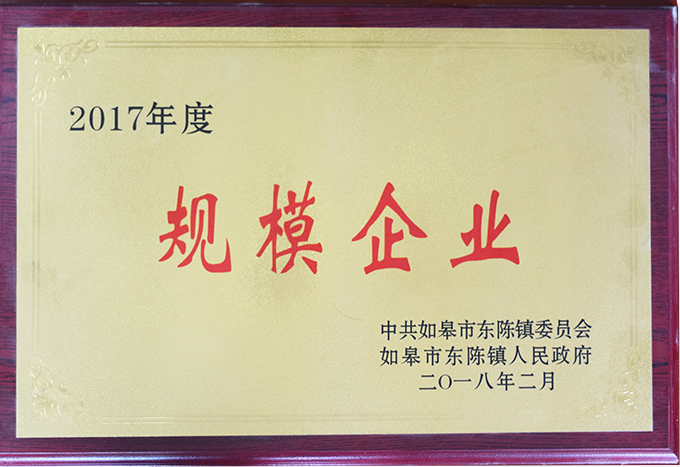 2017年度
规模企业
中共如皋市东陈镇委员会
如皋市东陈镇人民政府
二〇一八年二月